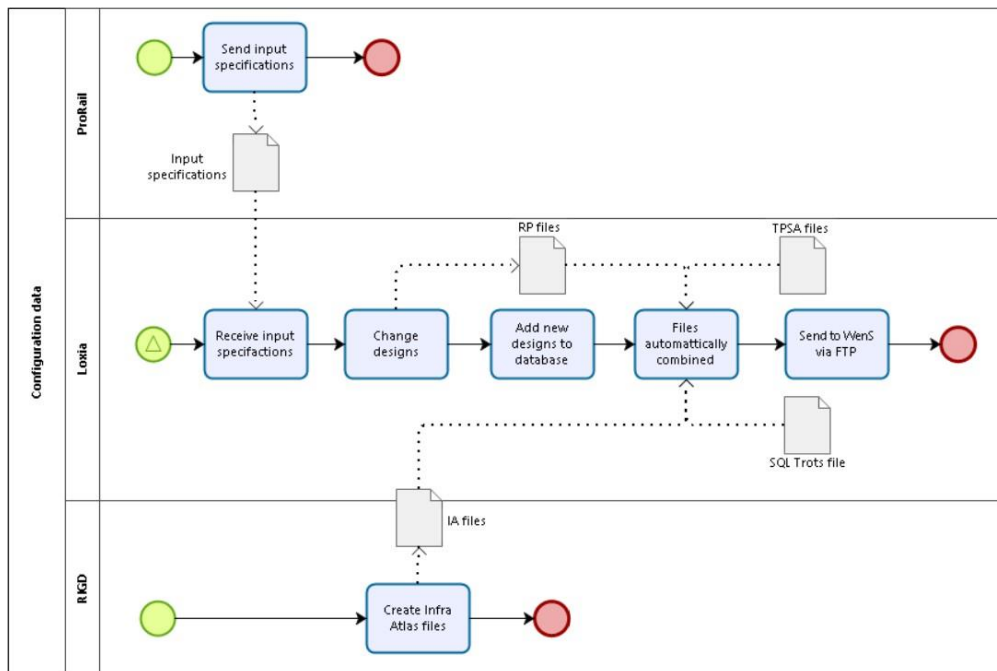 Configuration data
ProRail
Send input
specifications
Input
specifications
Loxia
RP files
TPSA files
Receive input
specifactions
Change
designs
Add new
designs to
database
Files
automattically
combined
Send to WenS
via FTP
SQL Trots file
RIGD
IA files
Create Infra
Atlas files